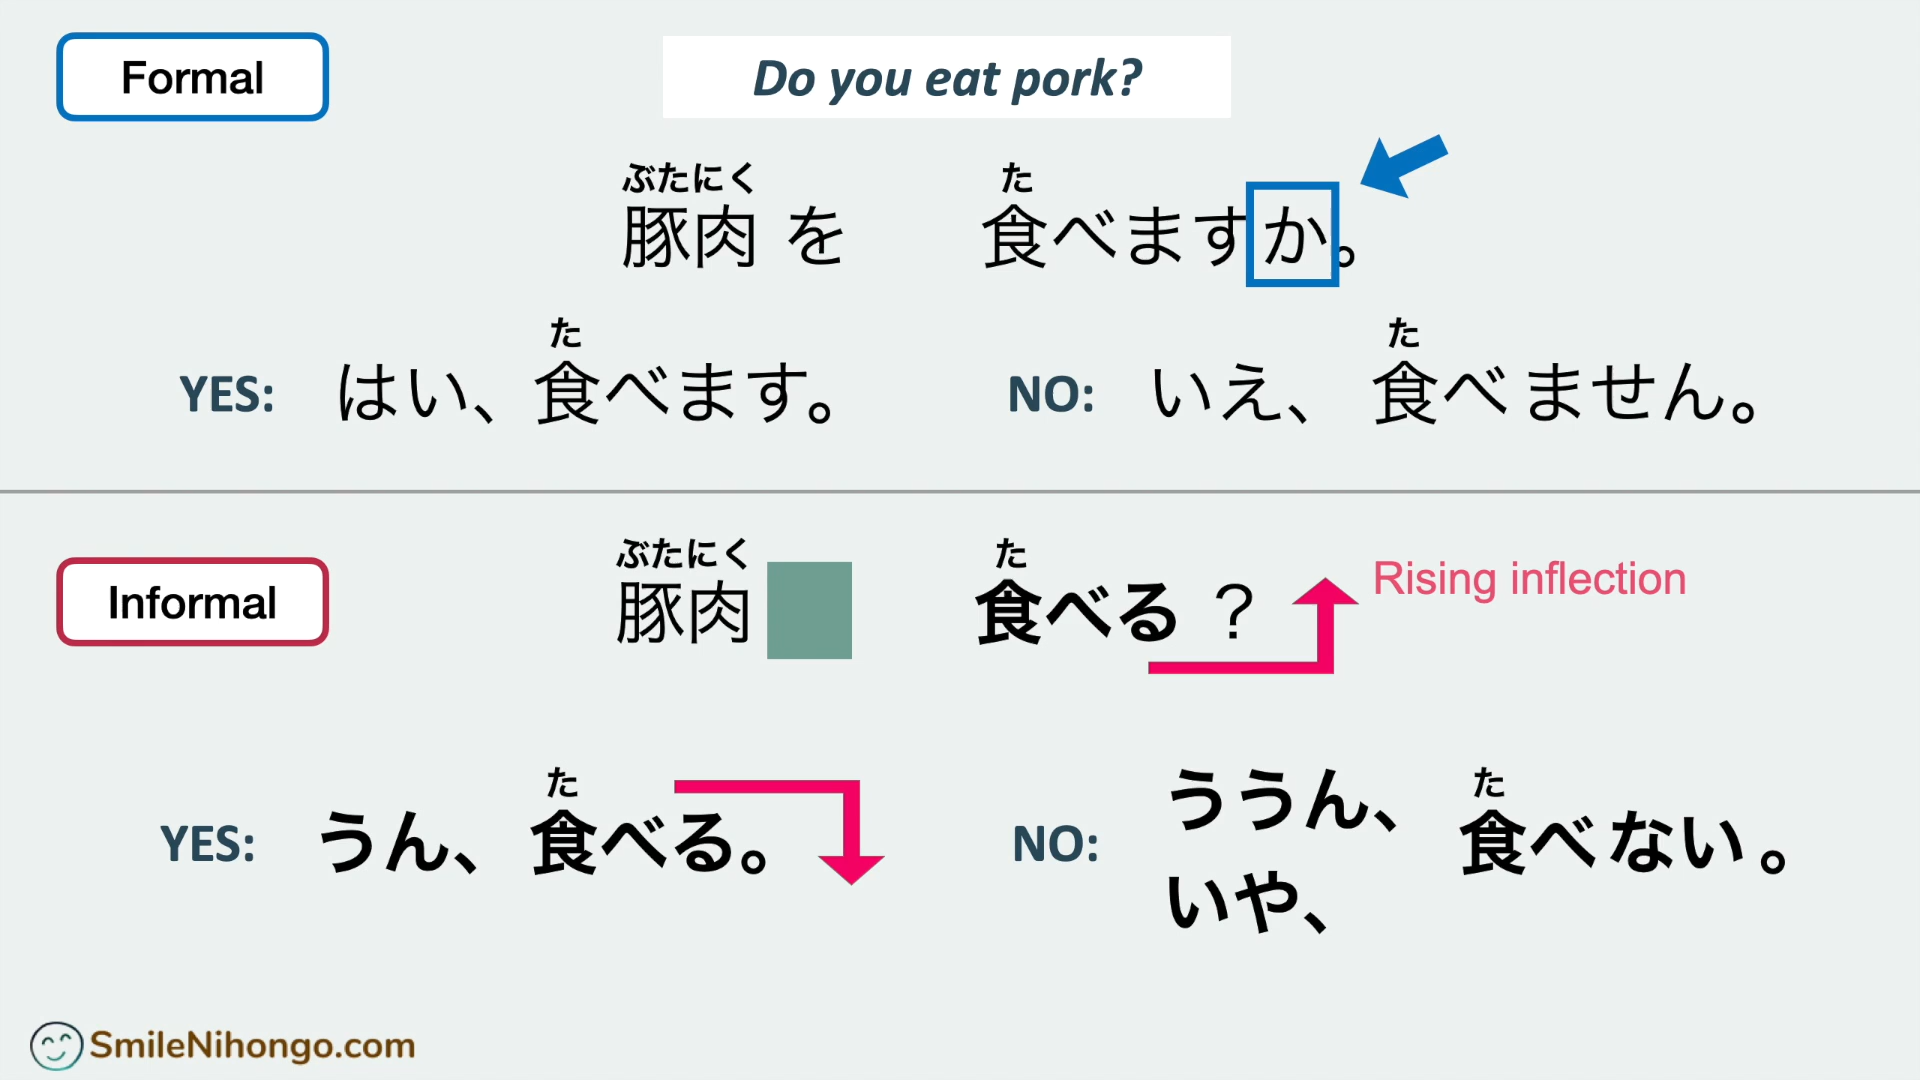 Formal
Do you eat pork?
ぶたにく た
豚肉 を 食べますか。
た た
YES: はい、食べます。 NO: いえ、 食べません。
ぶたにく た
Informal 豚肉 食べる ? Rising inflection
た た
YES: うん、食べる。 NO: ううん、 食べない。
いや、
SmileNihongo.com